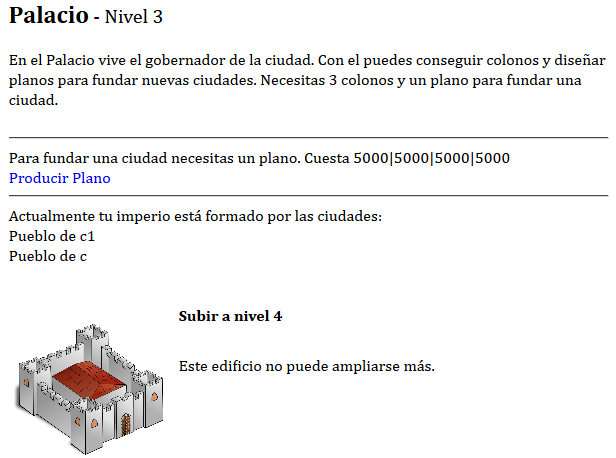 Palacio - Nivel 3
En el Palacio vive el gobernador de la ciudad. Con el puedes conseguir colonos y diseñar
planos para fundar nuevas ciudades. Necesitas 3 colonos y un plano para fundar una
ciudad.
Para fundar una ciudad necesitas un plano. Cuesta 5000|5000|5000|5000
Producir Plano
Actualmente tu imperio está formado por las ciudades:
Pueblo de c1
Pueblo de c
Subir a nivel 4
Este edificio no puede ampliarse más.